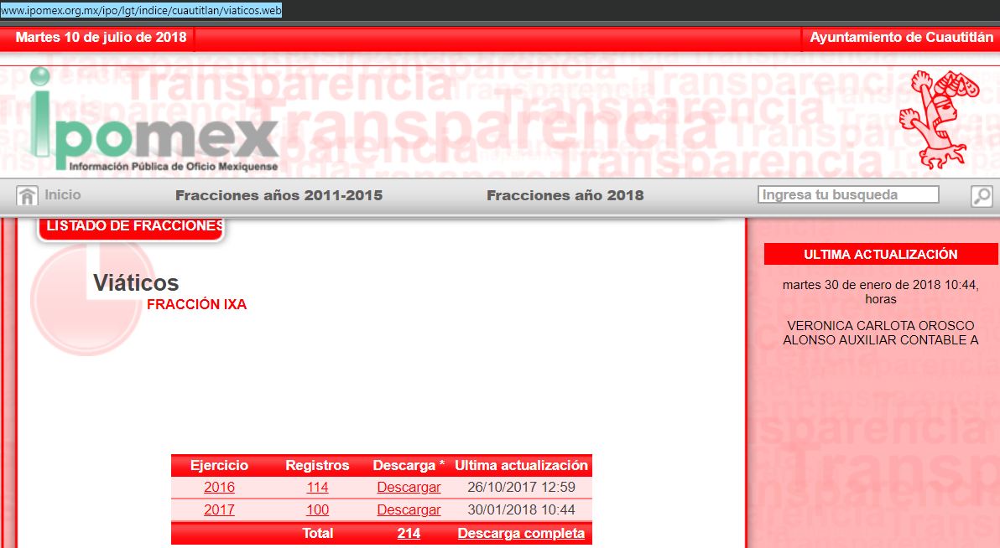 www.ipomex.org.mx/ipo/lgt/indice/cuautitlan/viaticos.web
Martes 10 de julio de 2018
Ayuntamiento de Cuautitlán
ipomex
Información Pública de Oficio Mexiquense
Inicio
Fracciones años 2011-2015
Fracciones año 2018
Ingresa tu busqueda
LISTADO DE FRACCIONES
Viáticos
FRACCIÓN IXA
ULTIMA ACTUALIZACIÓN
martes 30 de enero de 2018 10:44,
horas
VERONICA CARLOTA OROSCO
ALONSO AUXILIAR CONTABLE A
Ejercicio Registros Descarga * Ultima actualización
2016 114 Descargar 26/10/2017 12:59
2017 100 Descargar 30/01/2018 10:44
Total 214 Descarga completa